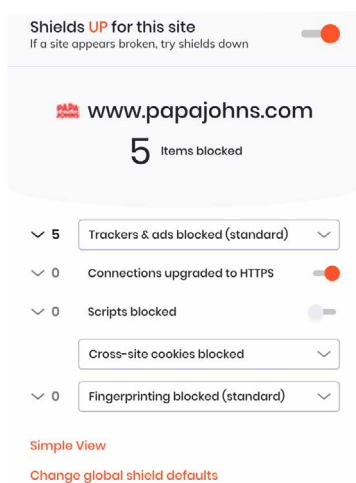 Shields UP for this site
If a site appears broken, try shields down
PAPA JOHNS www.papajohns.com
5 Items blocked
5 Trackers & ads blocked (standard)
0 Connections upgraded to HTTPS
0 Scripts blocked
Cross-site cookies blocked
0 Fingerprinting blocked (standard)
Simple View
Change global shield defaults